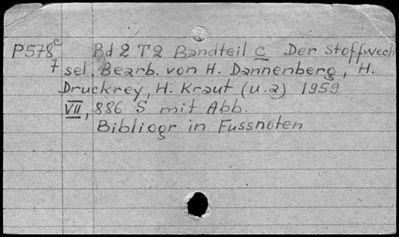 P578c Bd 2 T 2 Bandteil c Der Stoffwech
7 sel. Bearb. von H. Dannenberg, H.
Druckrey, H. Kraut (u.a) 1959
VII, 886 S mit Abb.
Bibliogr in Fussnoten